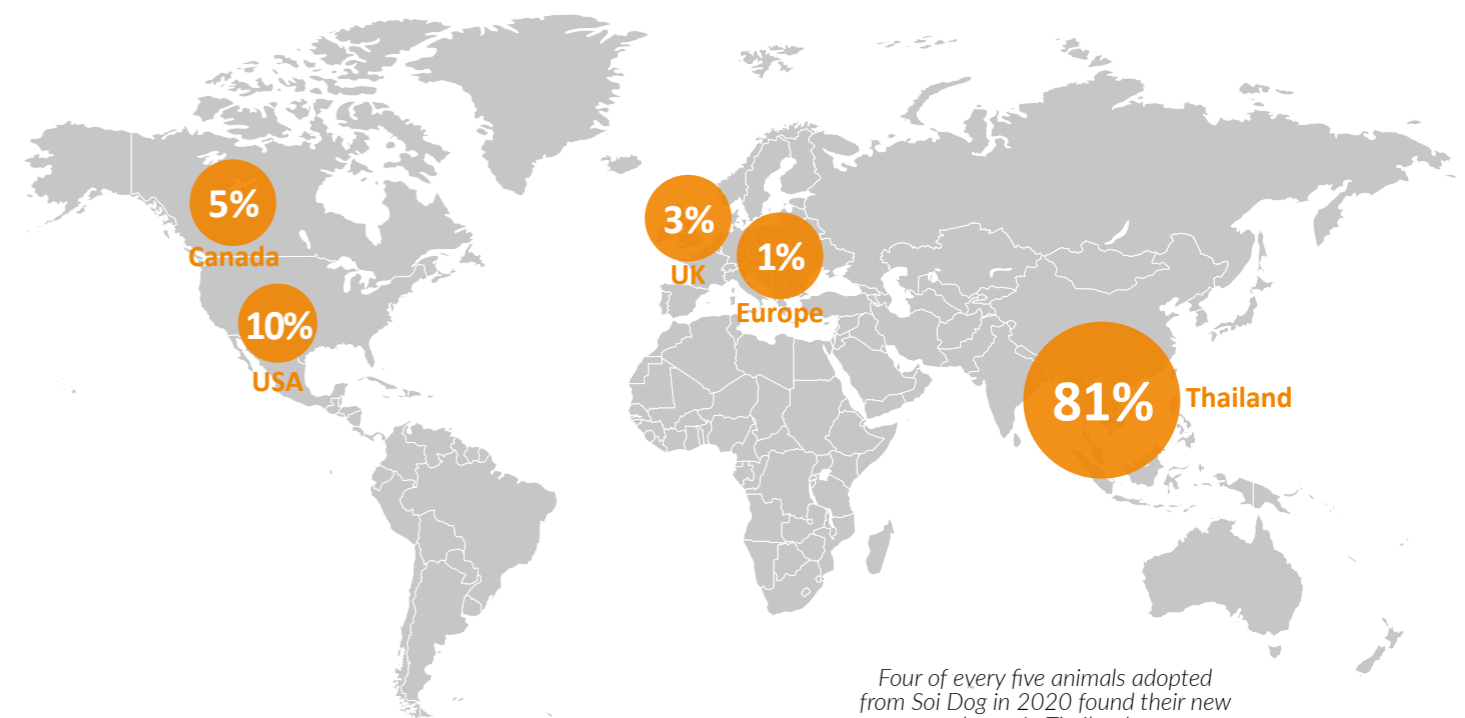 5%
Canada
10%
USA
3%
UK
1%
Europe
81%
Thailand
Four of every five animals adopted
from Soi Dog in 2020 found their new